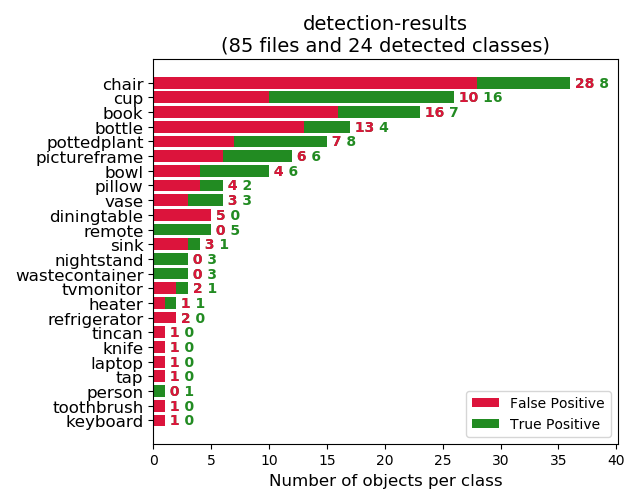 detection-results
(85 files and 24 detected classes)
chair 28 8
cup 10 16
book 16 7
bottle 13 4
pottedplant 7 8
pictureframe 6 6
bowl 4 6
pillow 4 2
vase 3 3
diningtable 5 0
remote 0 5
sink 3 1
nightstand 0 3
wastecontainer 0 3
tvmonitor 2 1
heater 1 1
refrigerator 2 0
tincan 1 0
knife 1 0
laptop 1 0
tap 1 0
person 0 1
toothbrush 1 0
keyboard 1 0
False Positive
True Positive
0 5 10 15 20 25 30 35 40
Number of objects per class